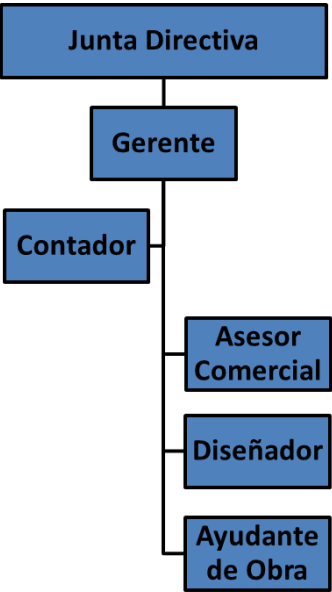 Junta Directiva
Gerente
Contador
Asesor
Comercial
Diseñador
Ayudante
de Obra